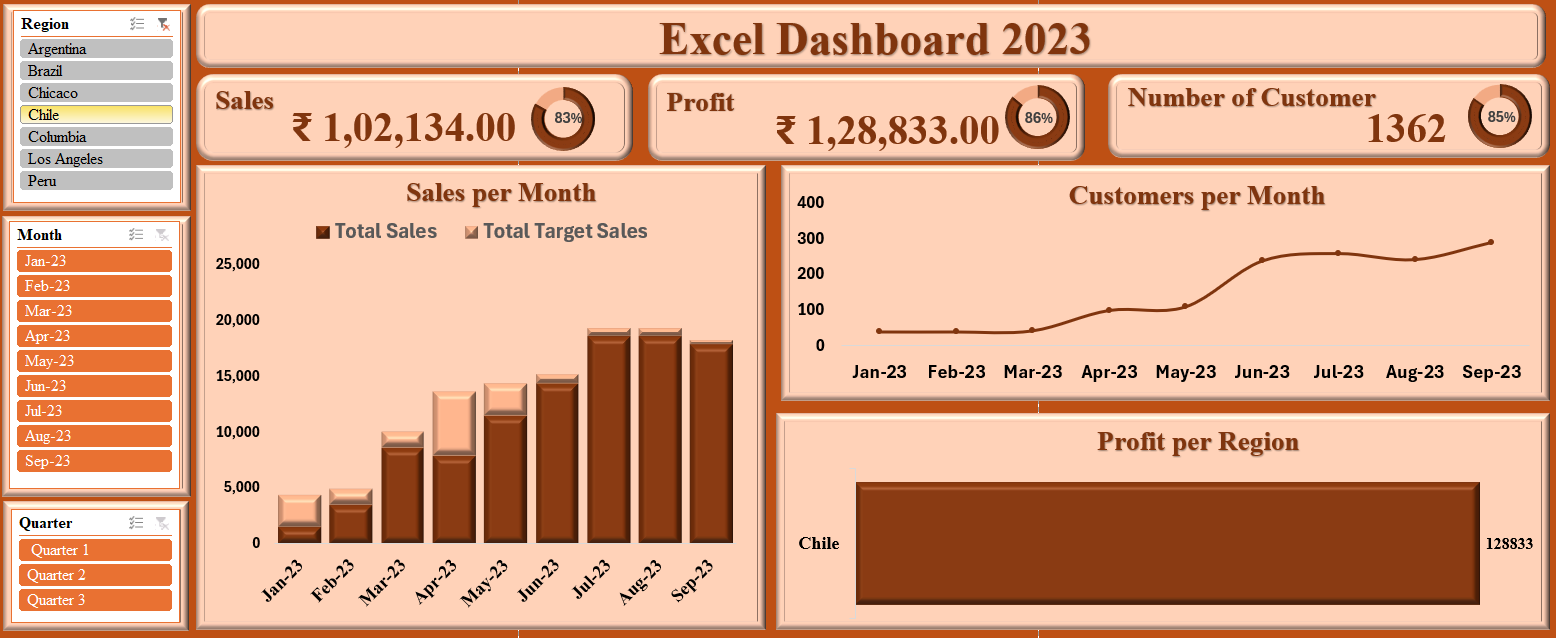 Region
Argentina
Brazil
Chicaco
Chile
Columbia
Los Angeles
Peru
Month
Jan-23
Feb-23
Mar-23
Apr-23
May-23
Jun-23
Jul-23
Aug-23
Sep-23
Quarter
Quarter 1
Quarter 2
Quarter 3
Excel Dashboard 2023
Sales
₹ 1,02,134.00
83%
Profit
₹ 1,28,833.00
86%
Number of Customer
1362
85%
Sales per Month
Total Sales Total Target Sales
25,000
20,000
15,000
10,000
5,000
0
Jan-23 Feb-23 Mar-23 Apr-23 May-23 Jun-23 Jul-23 Aug-23 Sep-23
Customers per Month
400
300
200
100
0
Jan-23 Feb-23 Mar-23 Apr-23 May-23 Jun-23 Jul-23 Aug-23 Sep-23
Profit per Region
Chile 128833